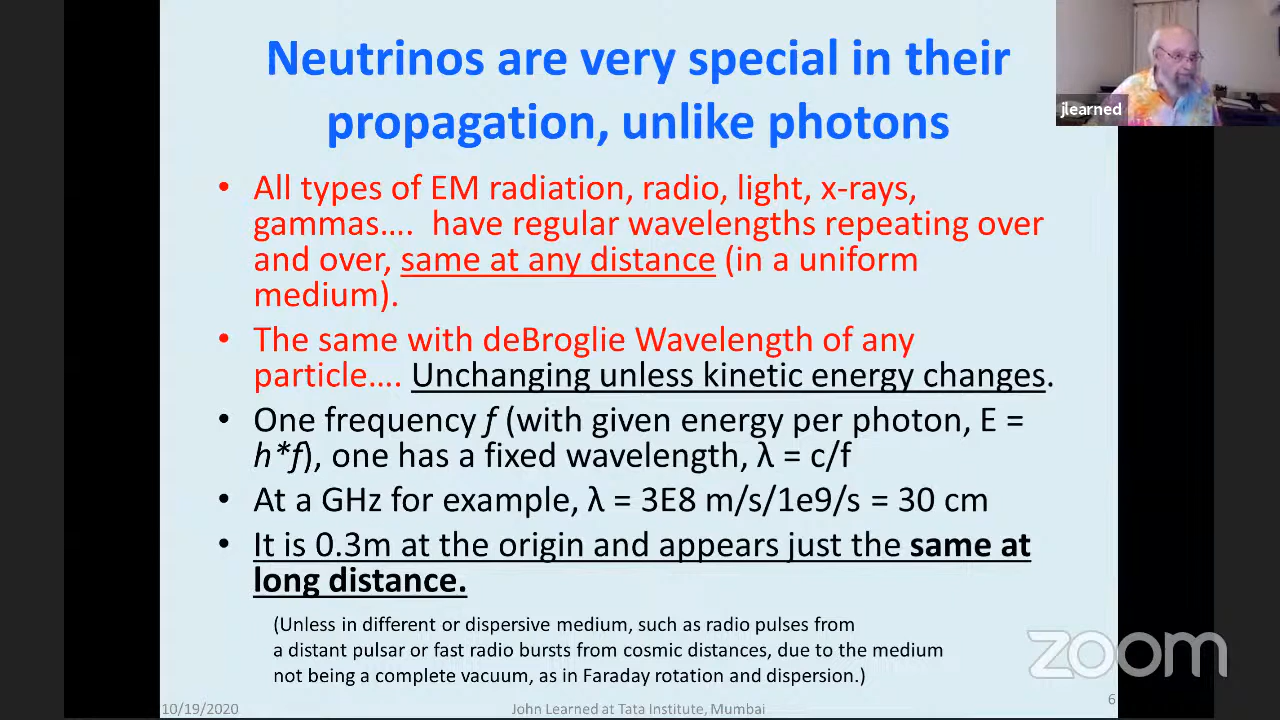 Neutrinos are very special in their
propagation, unlike photons
jlearned
• All types of EM radiation, radio, light, x-rays,
gammas.... have regular wavelengths repeating over
and over, same at any distance (in a uniform
medium).
• The same with deBroglie Wavelength of any
particle.... Unchanging unless kinetic energy changes.
• One frequency f (with given energy per photon, E =
h*f), one has a fixed wavelength, λ = c/f
• At a GHz for example, λ = 3E8 m/s/1e9/s = 30 cm
• It is 0.3m at the origin and appears just the same at
long distance.
(Unless in different or dispersive medium, such as radio pulses from
a distant pulsar or fast radio bursts from cosmic distances, due to the medium
not being a complete vacuum, as in Faraday rotation and dispersion.)
zoom
10/19/2020
John Learned at Tata Institute, Mumbai
6